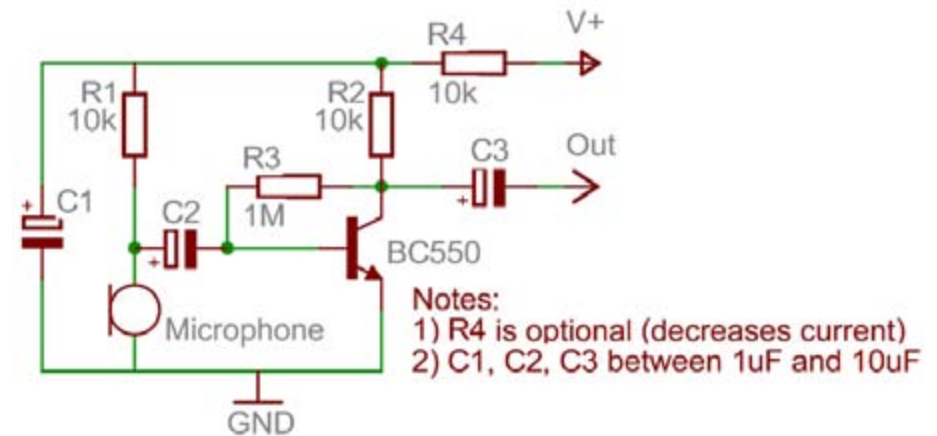 V+
R4
10k
R1
10k
R2
10k
C3
Out
R3
1M
C1
C2
+
+
+
BC550
Microphone
Notes:
1) R4 is optional (decreases current)
2) C1, C2, C3 between 1uF and 10uF
GND